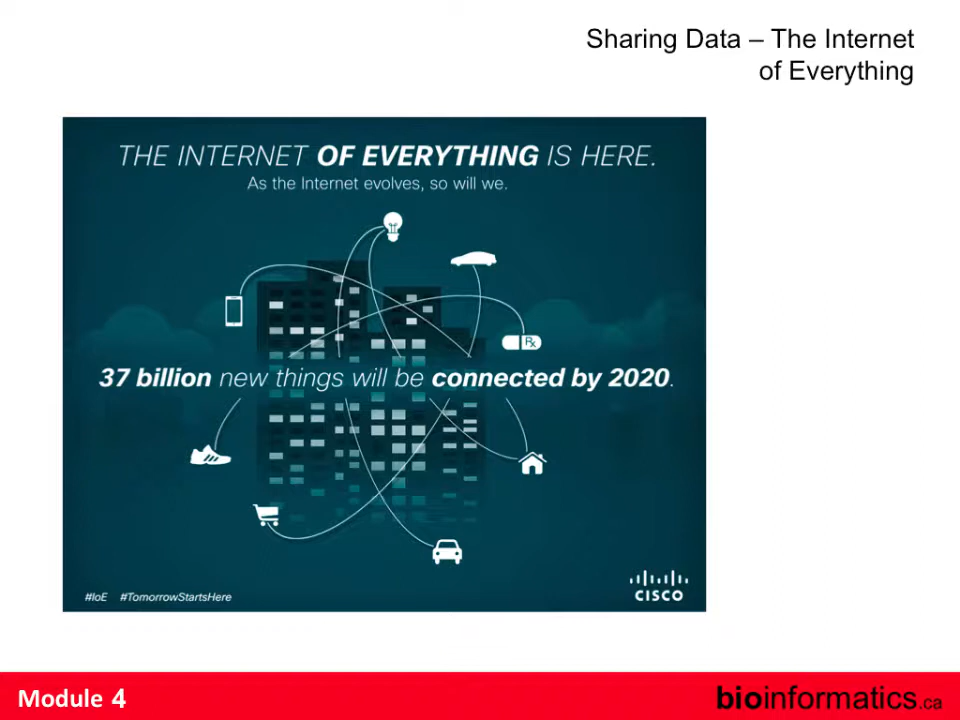 Sharing Data – The Internet
of Everything
THE INTERNET OF EVERYTHING IS HERE.
As the Internet evolves, so will we.
Rx
37 billion new things will be connected by 2020.
#IoE #TomorrowStartsHere
CISCO
Module 4
bioinformatics.ca